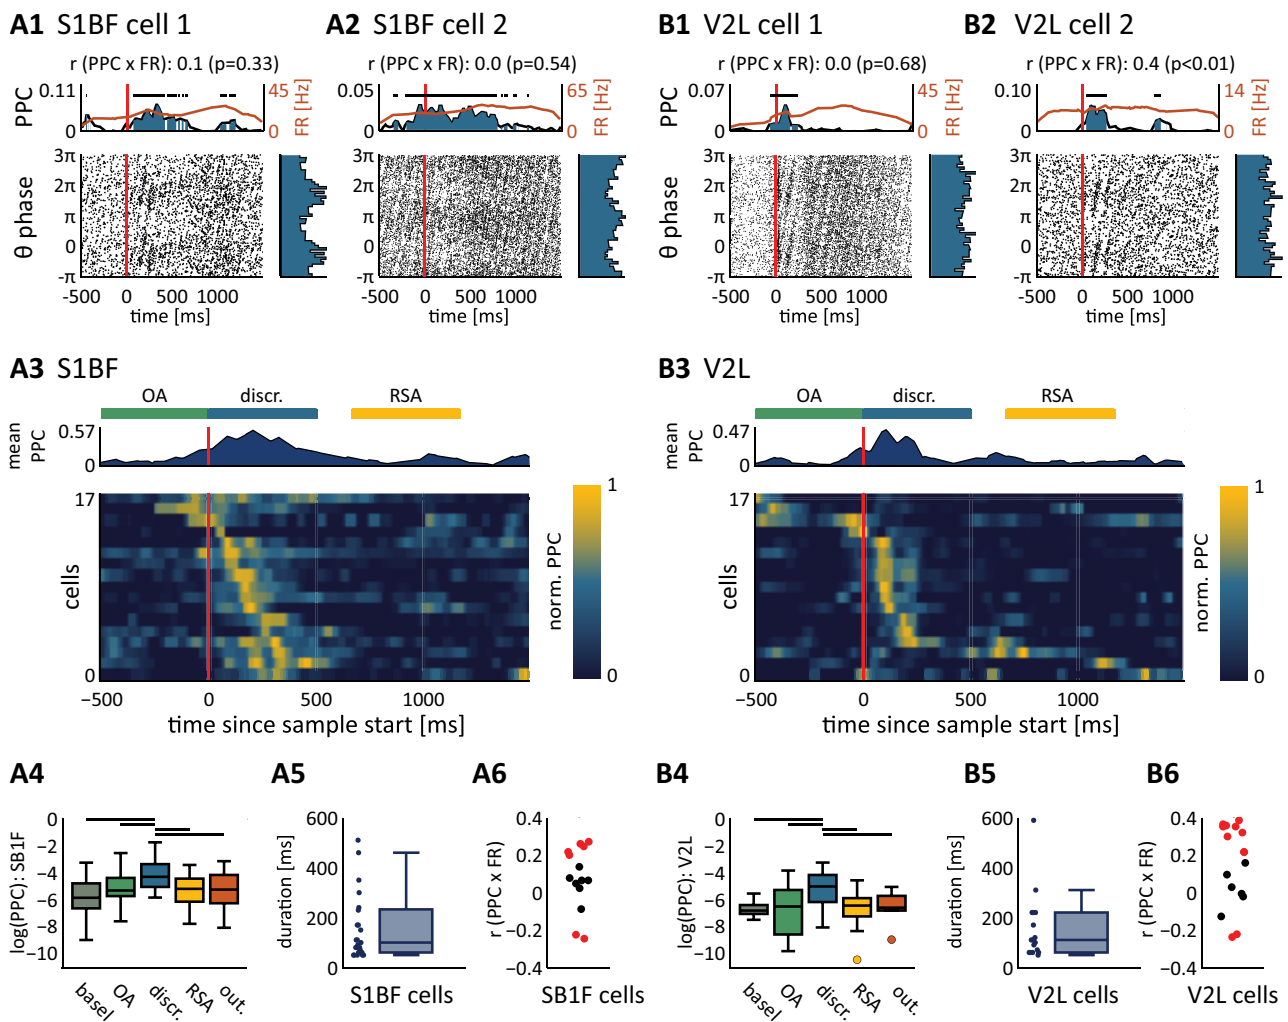 A1 S1BF cell 1
r (PPC x FR): 0.1 (p=0.33)
0.11
PPC
0
45
FR [Hz]
0
3π
2π
π
0
-π
θ phase
-500 0 500 1000
time [ms]
A2 S1BF cell 2
r (PPC x FR): 0.0 (p=0.54)
0.05
0
65
FR [Hz]
0
-500 0 500 1000
time [ms]
B1 V2L cell 1
r (PPC x FR): 0.0 (p=0.68)
0.07
PPC
0
45
FR [Hz]
0
3π
2π
π
0
-π
θ phase
-500 0 500 1000
time [ms]
B2 V2L cell 2
r (PPC x FR): 0.4 (p<0.01)
0.10
0
14
FR [Hz]
0
-500 0 500 1000
time [ms]
A3 S1BF
OA discr. RSA
0.57
mean
PPC
0
17
cells
0
−500 0 500 1000
time since sample start [ms]
1
norm. PPC
0
B3 V2L
OA discr. RSA
0.47
mean
PPC
0
17
cells
0
−500 0 500 1000
time since sample start [ms]
1
norm. PPC
0
A4
0
−2
−4
−6
−8
−10
log(PPC): SB1F
basel OA discr. RSA out.
A5
600
400
200
0
duration [ms]
S1BF cells
A6
0.4
0.2
0
−0.4
r (PPC x FR)
SB1F cells
B4
0
−2
−4
−6
−8
−10
log(PPC): V2L
basel OA discr. RSA out.
B5
600
400
200
0
duration [ms]
V2L cells
B6
0.4
0.2
0
−0.4
r (PPC x FR)
V2L cells